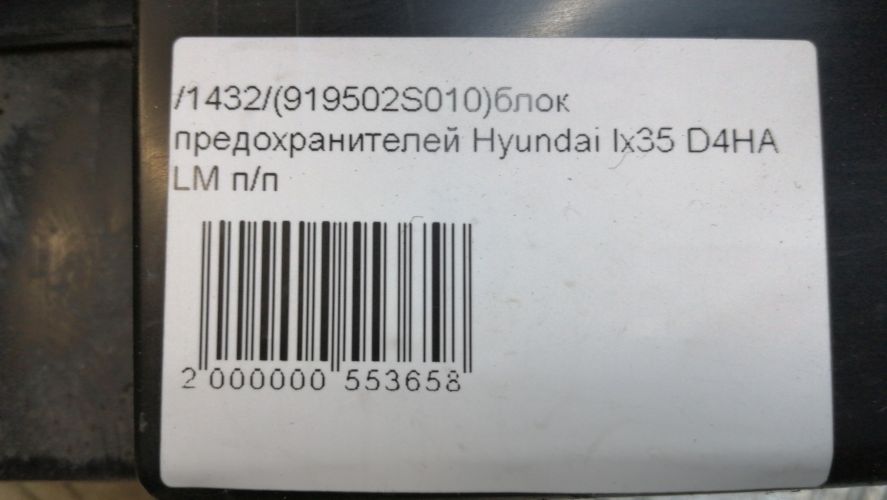 /1432/(919502S010)блок
предохранителей Hyundai Ix35 D4HA
LM п/п
2 000000 553658